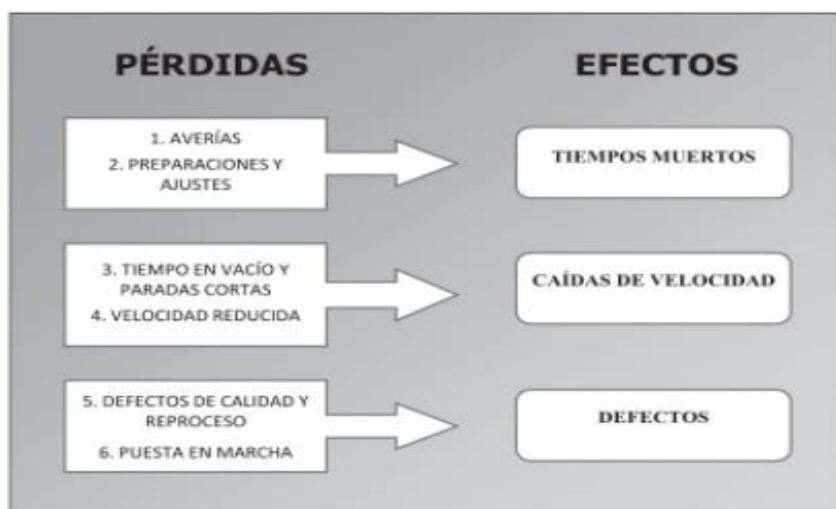 PÉRDIDAS
EFECTOS
1. AVERÍAS
2. PREPARACIONES Y
AJUSTES
TIEMPOS MUERTOS
3. TIEMPO EN VACÍO Y
PARADAS CORTAS
4. VELOCIDAD REDUCIDA
CAÍDAS DE VELOCIDAD
5. DEFECTOS DE CALIDAD Y
REPROCESO
6. PUESTA EN MARCHA
DEFECTOS